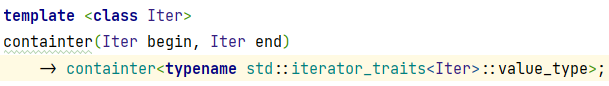 template <class Iter>
containter(Iter begin, Iter end)
    -> containter<typename std::iterator_traits<Iter>::value_type>;